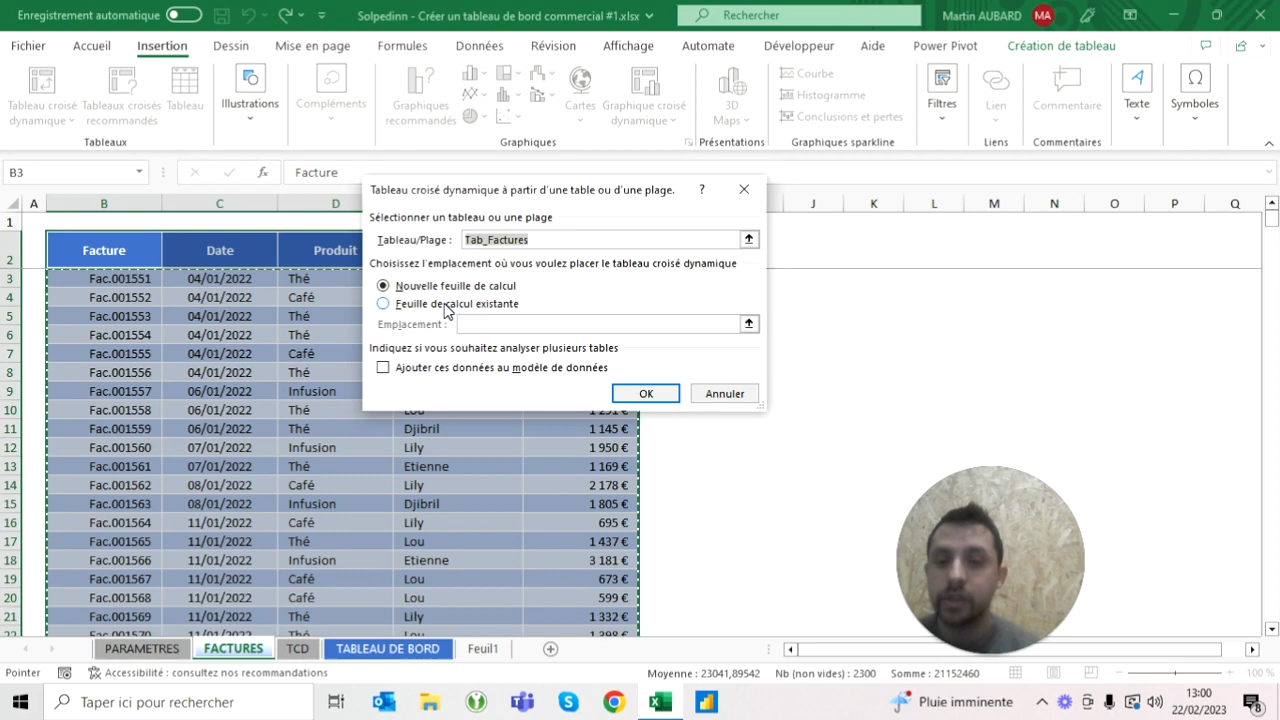 Enregistrement automatique
Solpedinn - Créer un tableau de bord commercial #1.xlsx
Rechercher
Martin AUBARD
MA
Fichier Accueil Insertion Dessin Mise en page Formules Données Révision Affichage Automate Développeur Aide Power Pivot Création de tableau
Tableau croisé dynamique
Tableaux croisés recommandés
Tableau
Illustrations
Compléments
Graphiques recommandés
Cartes
Graphique croisé dynamique
3D Maps
Courbe
Histogramme
Conclusions et pertes
Filtres
Lien
Commentaire
Texte
Symboles
Tableaux
Graphiques
Présentations
Graphiques sparkline
Liens
Commentaires
B3
fx
Facture
A B C D J K L M N O P Q
1
2 Facture Date Produit
3 Fac.001551 04/01/2022 Thé
4 Fac.001552 04/01/2022 Café
5 Fac.001553 04/01/2022 Thé
6 Fac.001554 04/01/2022 Thé
7 Fac.001555 04/01/2022 Café
8 Fac.001556 04/01/2022 Thé
9 Fac.001557 06/01/2022 Infusion
10 Fac.001558 06/01/2022 Thé Lou 1 291 €
11 Fac.001559 06/01/2022 Thé Djibril 1 145 €
12 Fac.001560 07/01/2022 Infusion Lily 1 950 €
13 Fac.001561 07/01/2022 Thé Etienne 1 169 €
14 Fac.001562 08/01/2022 Café Lily 2 178 €
15 Fac.001563 08/01/2022 Infusion Djibril 1 805 €
16 Fac.001564 11/01/2022 Café Lily 695 €
17 Fac.001565 11/01/2022 Thé Lou 1 437 €
18 Fac.001566 11/01/2022 Infusion Etienne 3 181 €
19 Fac.001567 11/01/2022 Café Lou 673 €
20 Fac.001568 11/01/2022 Café Lou 599 €
21 Fac.001569 11/01/2022 Thé Lily 1 332 €
22 Fac.001570 11/01/2022 Thé Lou 1 398 €
Tableau croisé dynamique à partir d'une table ou d'une plage. ?
Sélectionner un tableau ou une plage
Tableau/Plage : Tab_Factures
Choisissez l'emplacement où vous voulez placer le tableau croisé dynamique
Nouvelle feuille de calcul
Feuille de calcul existante
Emplacement :
Indiquez si vous souhaitez analyser plusieurs tables
Ajouter ces données au modèle de données
OK Annuler
PARAMETRES FACTURES TCD TABLEAU DE BORD Feuil1
Pointer
Accessibilité : consultez nos recommandations
Moyenne : 23041,89542 Nb (non vides) : 2300 Somme : 21152460
100 %
Taper ici pour rechercher
Pluie imminente
13:00
22/02/2023
8